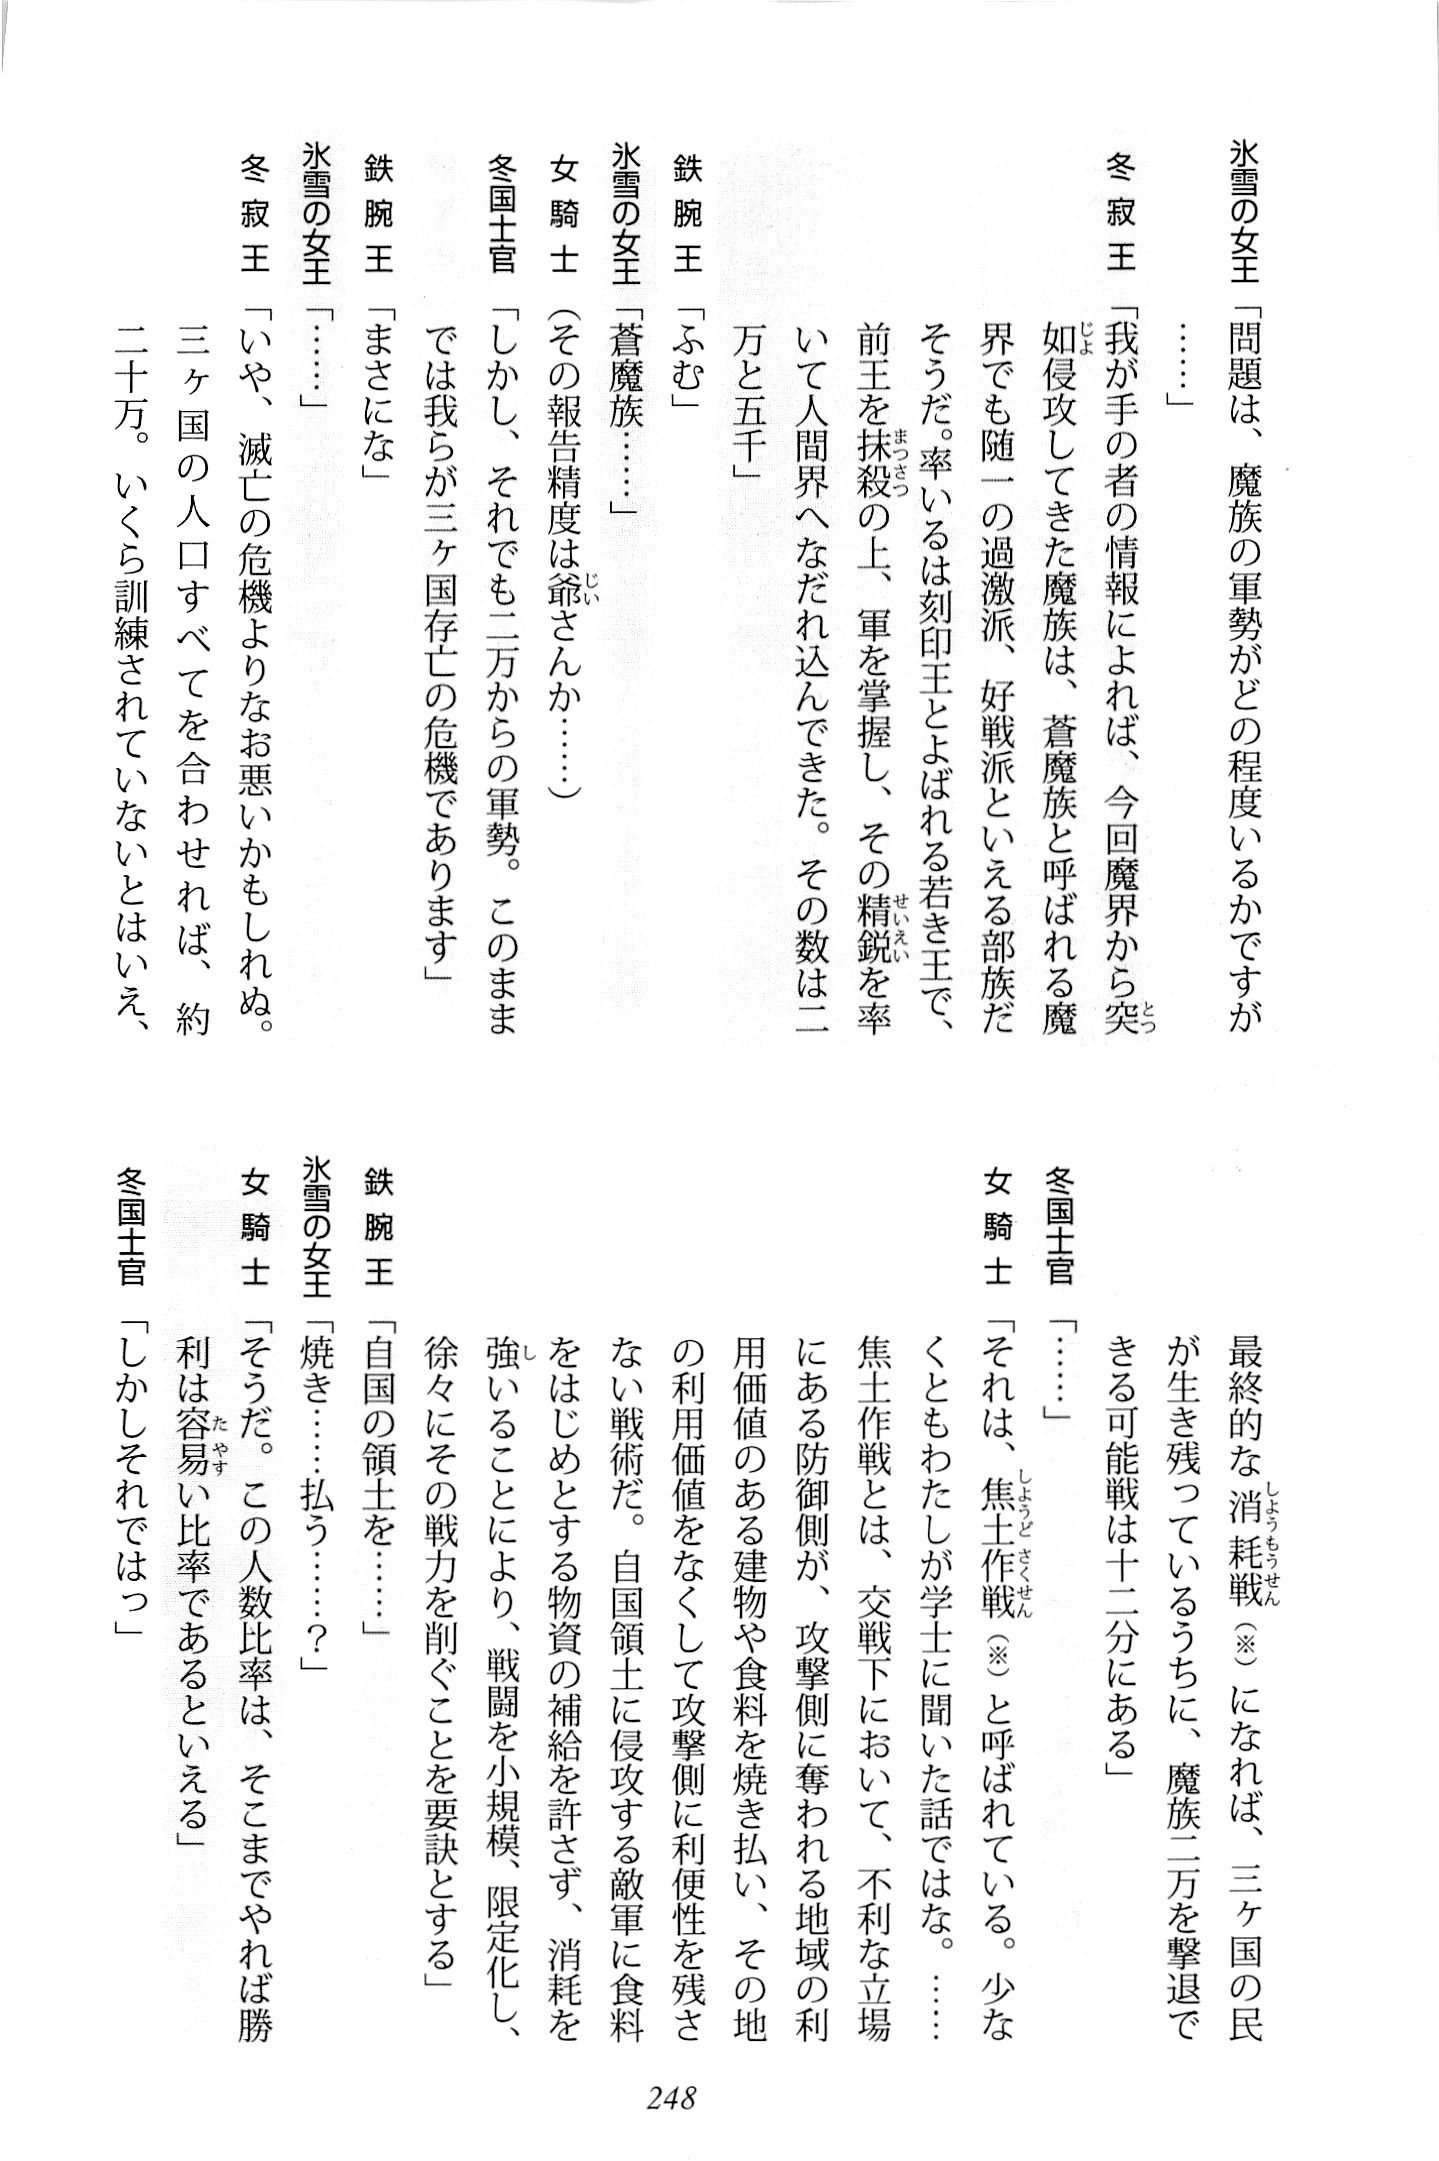 氷雪の女王「問題は、魔族の軍勢がどの程度いるかですが
……」
冬寂王「我が手の者の情報によれば、今回魔界から突
如侵攻してきた魔族は、蒼魔族と呼ばれる魔
界でも随一の過激派、好戦派といえる部族だ
そうだ。率いるは刻印王とよばれる若き王で、
前王を抹殺の上、軍を掌握し、その精鋭を率
いて人間界へなだれ込んできた。その数は二
万と五千」
鉄腕王「ふむ」
氷雪の女王「蒼魔族……」
女騎士（その報告精度は爺さんか……）
冬国士官「しかし、それでも二万からの軍勢。このまま
では我らが三ヶ国存亡の危機であります」
鉄腕王「まさにな」
氷雪の女王「……」
冬寂王「いや、滅亡の危機よりなお悪いかもしれぬ。
三ヶ国の人口すべてを合わせれば、約
二十万。いくら訓練されていないとはいえ、
最終的な消耗戦（※）になれば、三ヶ国の民
が生き残っているうちに、魔族二万を撃退で
きる可能戦は十二分にある」
冬国士官「……」
女騎士「それは、焦土作戦（※）と呼ばれている。少な
くともわたしが学士に聞いた話ではな。……
焦土作戦とは、交戦下において、不利な立場
にある防御側が、攻撃側に奪われる地域の利
用価値のある建物や食料を焼き払い、その地
の利用価値をなくして攻撃側に利便性を残さ
ない戦術だ。自国領土に侵攻する敵軍に食料
をはじめとする物資の補給を許さず、消耗を
強いることにより、戦闘を小規模、限定化し、
徐々にその戦力を削ぐことを要訣とする」
鉄腕王「自国の領土を……」
氷雪の女王「焼き……払う……？」
女騎士「そうだ。この人数比率は、そこまでやれば勝
利は容易い比率であるといえる」
冬国士官「しかしそれではっ」
248